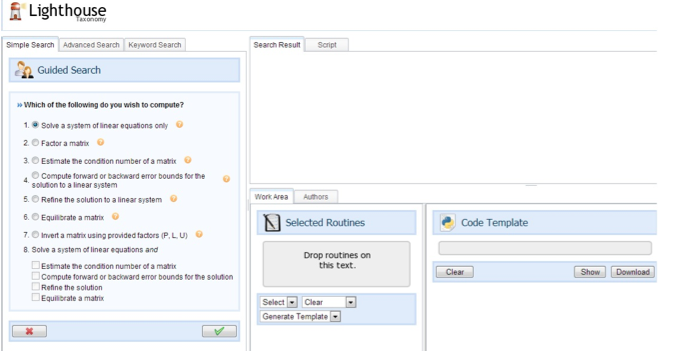 Lighthouse
Taxonomy
Simple Search Advanced Search Keyword Search
Guided Search
» Which of the following do you wish to compute?
1. Solve a system of linear equations only
2. Factor a matrix
3. Estimate the condition number of a matrix
4. Compute forward or backward error bounds for the
solution to a linear system
5. Refine the solution to a linear system
6. Equilibrate a matrix
7. Invert a matrix using provided factors (P, L, U)
8. Solve a system of linear equations and
Estimate the condition number of a matrix
Compute forward or backward error bounds for the solution
Refine the solution
Equilibrate a matrix
Search Result Script
Work Area Authors
Selected Routines
Drop routines on
this text.
Select Clear
Generate Template
Code Template
Clear Show Download